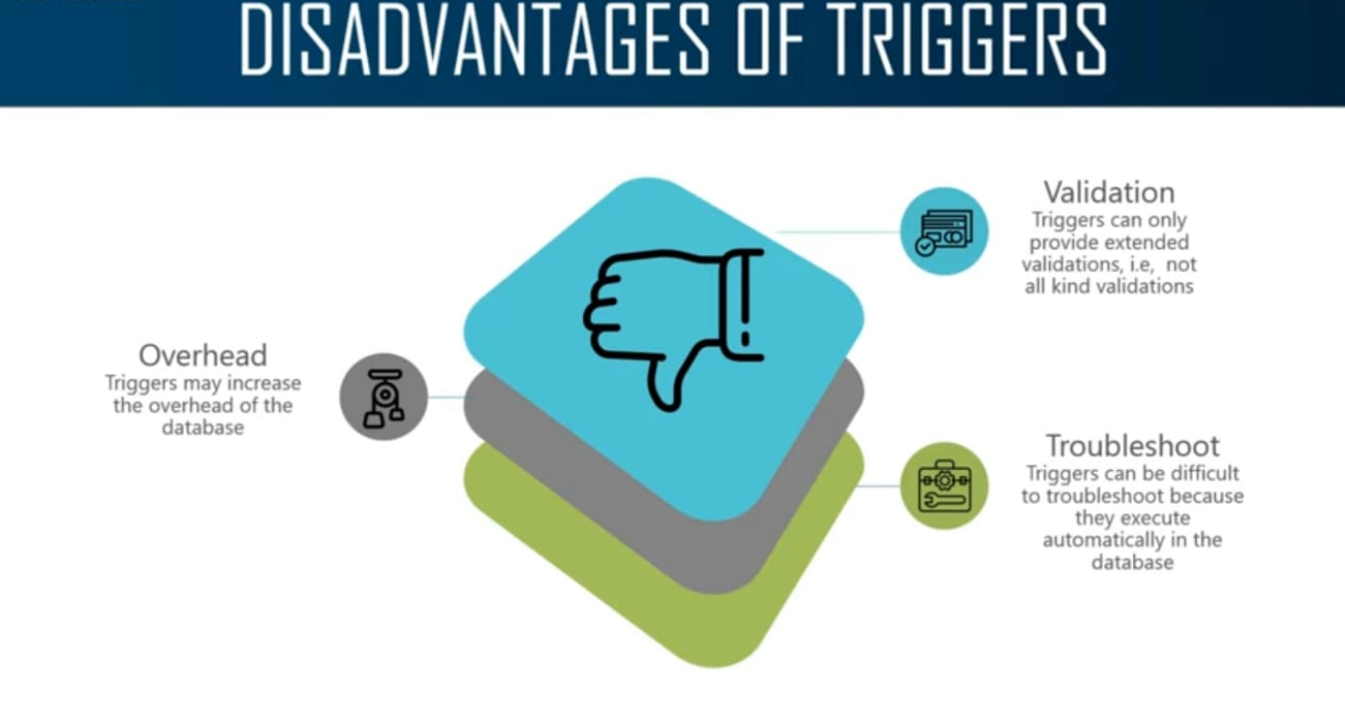 DISADVANTAGES OF TRIGGERS
Validation
Triggers can only
provide extended
validations, i.e, not
all kind validations
Overhead
Triggers may increase
the overhead of the
database
Troubleshoot
Triggers can be difficult
to troubleshoot because
they execute
automatically in the
database